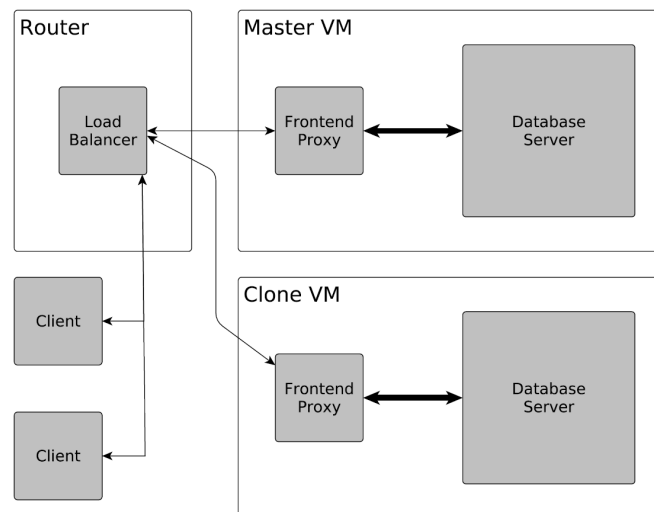 Router
Load
Balancer
Master VM
Frontend
Proxy
Database
Server
Client
Client
Clone VM
Frontend
Proxy
Database
Server